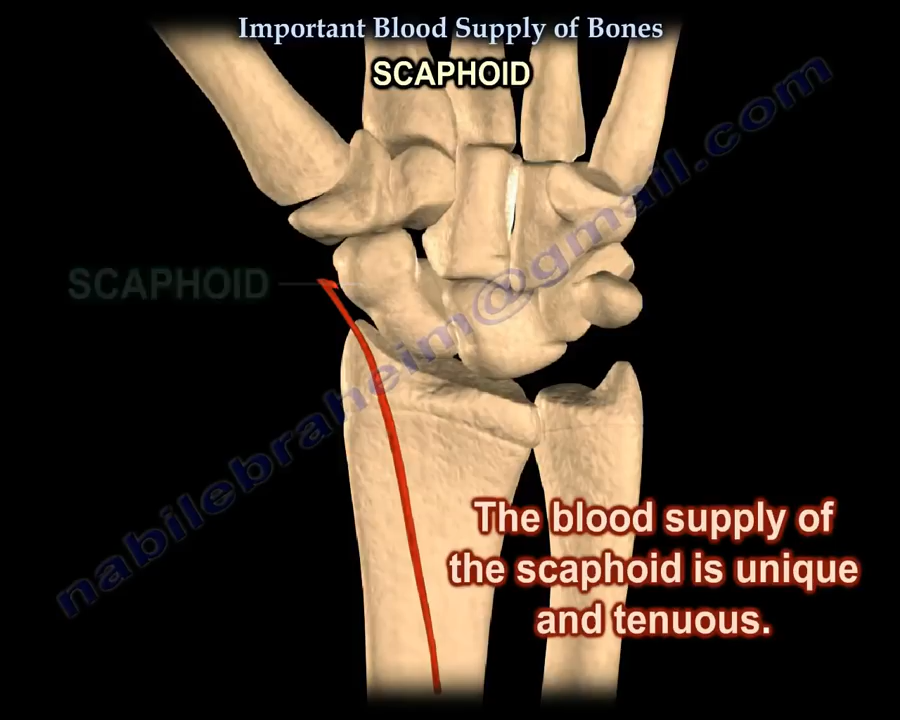 Important Blood Supply of Bones
SCAPHOID
SCAPHOID
nabilebraheim@gmail.com
The blood supply of
the scaphoid is unique
and tenuous.